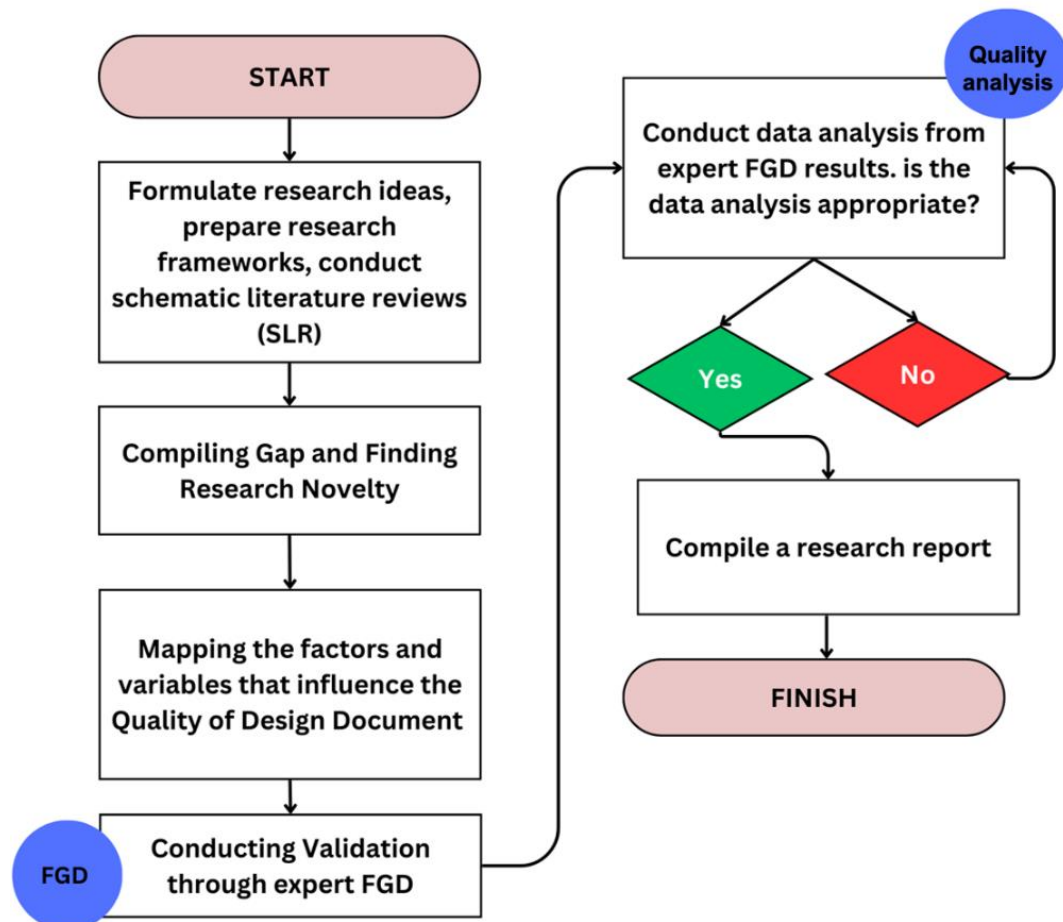 START
Formulate research ideas,
prepare research
frameworks, conduct
schematic literature reviews
(SLR)
Compiling Gap and Finding
Research Novelty
Mapping the factors and
variables that influence the
Quality of Design Document
FGD
Conducting Validation
through expert FGD
Quality
analysis
Conduct data analysis from
expert FGD results. is the
data analysis appropriate?
Yes
No
Compile a research report
FINISH